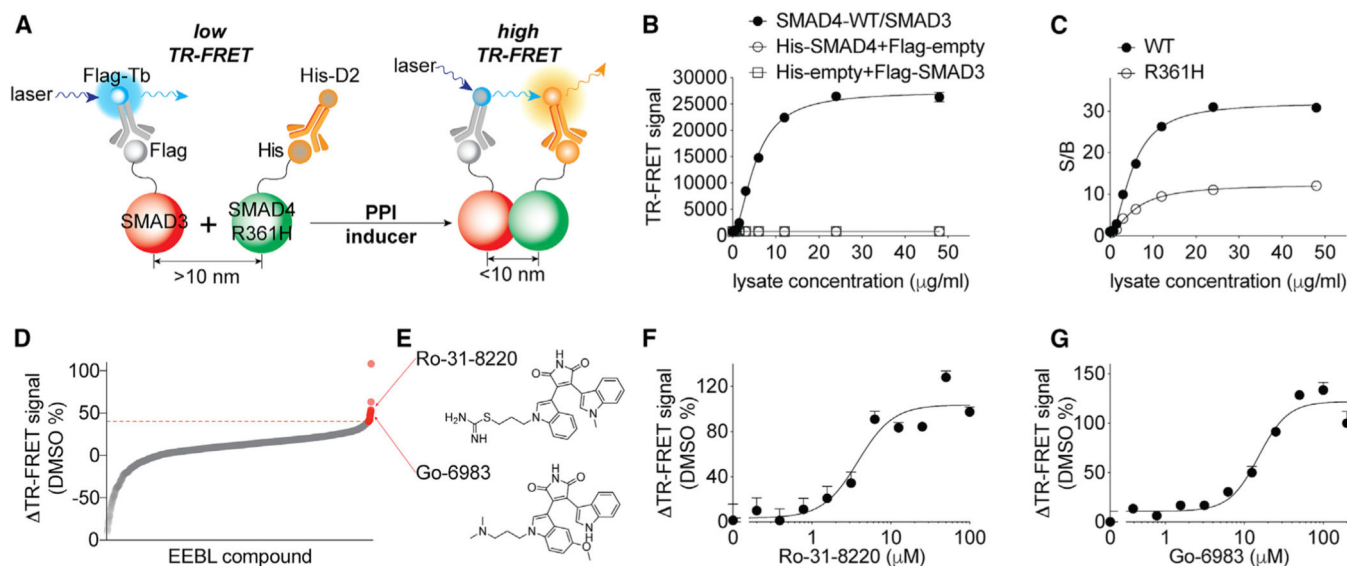 A
low
TR-FRET
high
TR-FRET
Flag-Tb
laser
His-D2
Flag
His
SMAD3
+
SMAD4
R361H
>10 nm
PPI
inducer
laser
<10 nm
B
SMAD4-WT/SMAD3
His-SMAD4+Flag-empty
His-empty+Flag-SMAD3
TR-FRET signal
30000
25000
20000
15000
10000
5000
0
0 10 20 30 40 50
lysate concentration (μg/ml)
C
WT
R361H
S/B
30
20
10
0
0 10 20 30 40 50
lysate concentration (μg/ml)
D
ΔTR-FRET signal
(DMSO %)
100
50
0
-50
100
EEBL compound
E
Ro-31-8220
H
N
O
O
NH₂
S
NH
N
N
Go-6983
H
N
O
O
N
N
N
H
O
F
ΔTR-FRET signal
(DMSO %)
120
80
40
0
0 1 10 100
Ro-31-8220 (μM)
G
ΔTR-FRET signal
(DMSO %)
200
150
100
50
0
0 1 10 100
Go-6983 (μM)